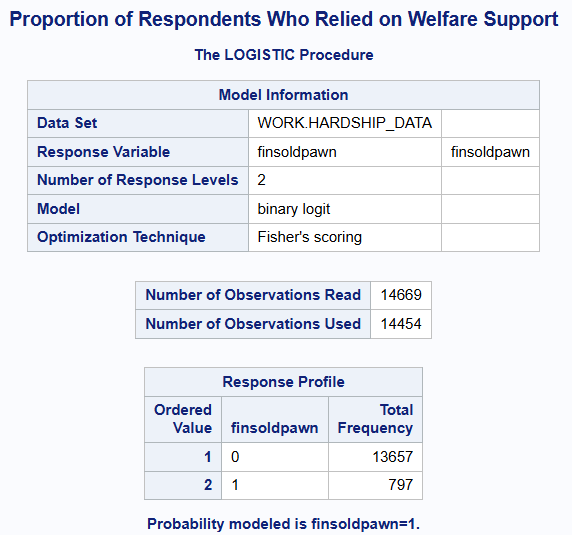 Proportion of Respondents Who Relied on Welfare Support
The LOGISTIC Procedure
Model Information
Data Set WORK.HARDSHIP_DATA
Response Variable finsoldpawn finsoldpawn
Number of Response Levels 2
Model binary logit
Optimization Technique Fisher's scoring
Number of Observations Read 14669
Number of Observations Used 14454
Response Profile
Ordered Total
Value finsoldpawn Frequency
1 0 13657
2 1 797
Probability modeled is finsoldpawn=1.